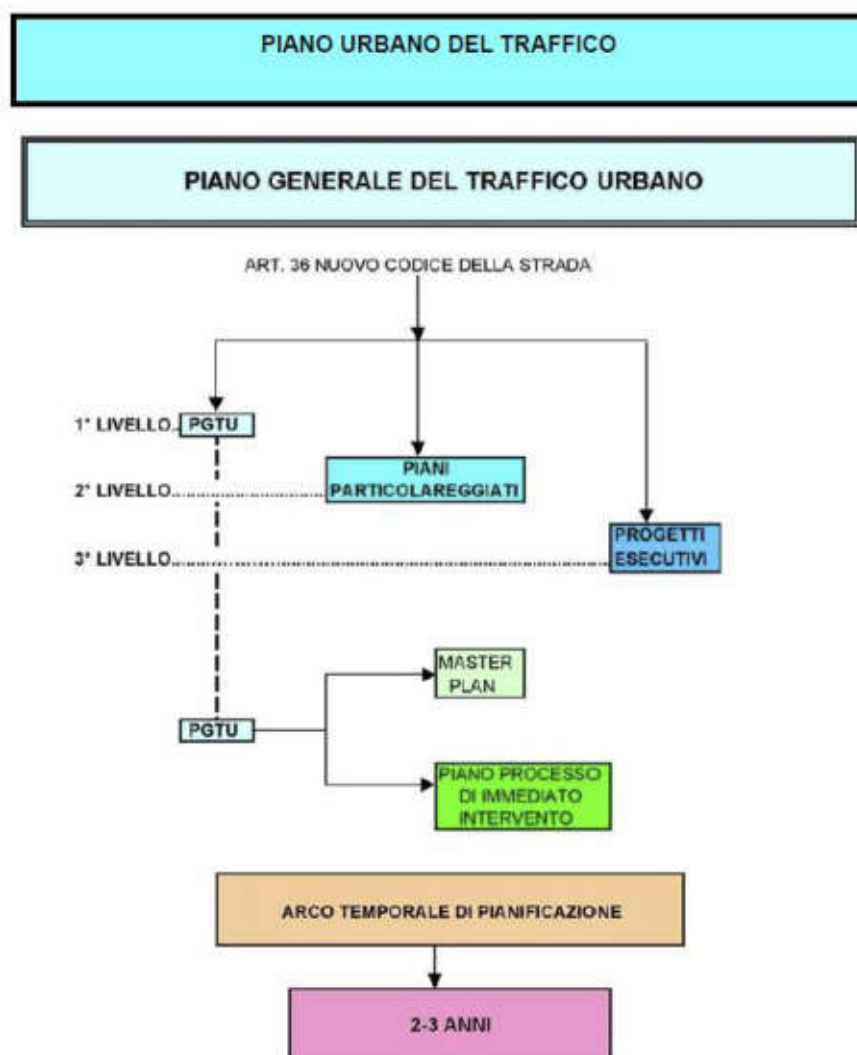 PIANO URBANO DEL TRAFFICO
PIANO GENERALE DEL TRAFFICO URBANO
ART. 36 NUOVO CODICE DELLA STRADA
1° LIVELLO..
PGTU
PIANI
PARTICOLAREGGIATI
2° LIVELLO
PROGETTI
ESECUTIVI
3° LIVELLO
MASTER
PLAN
PGTU
PIANO PROCESSO
DI IMMEDIATO
INTERVENTO
ARCO TEMPORALE DI PIANIFICAZIONE
2-3 ANNI